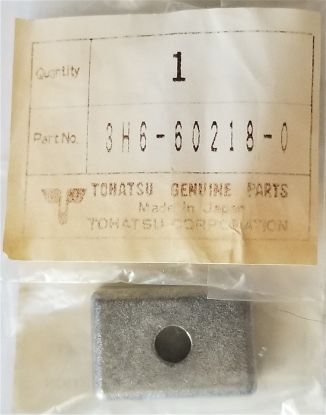 Quantity 1
Part No. 3H6-60218-0
TOHATSU GENUINE PARTS
Made in Japan
TOHATSU CORPORATION